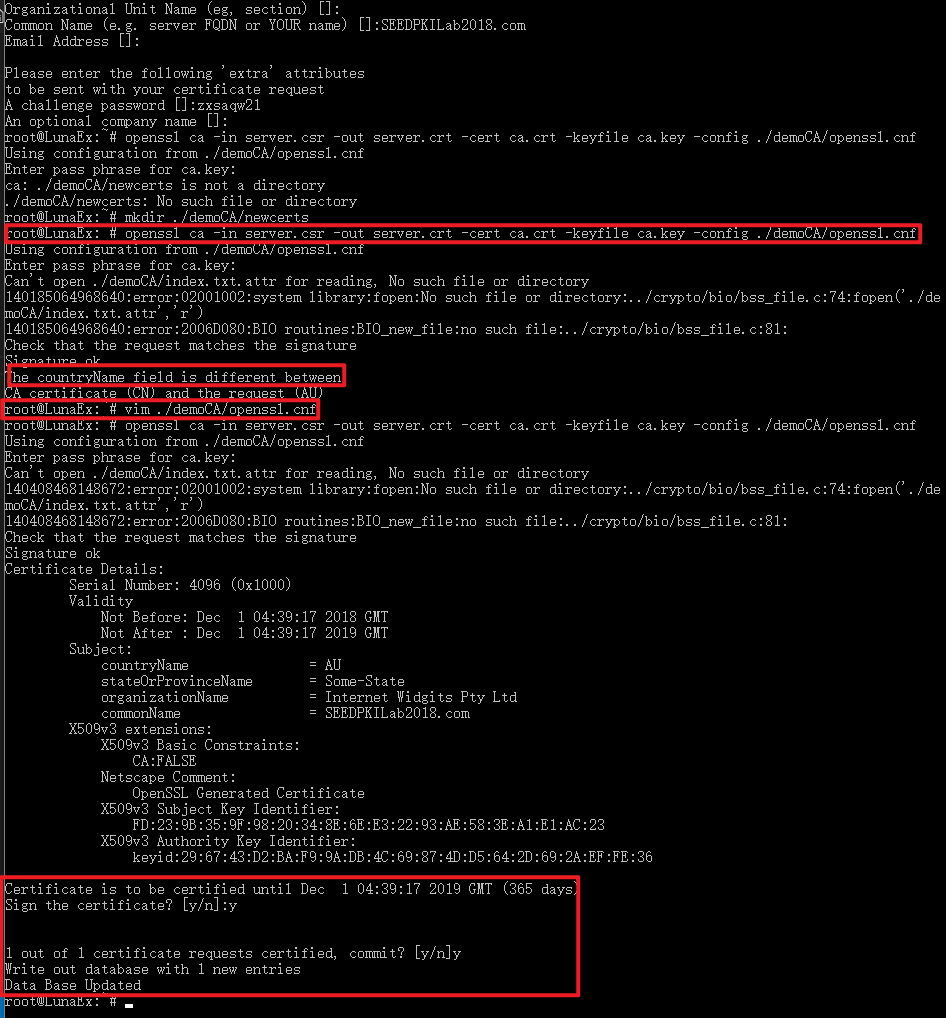 Organizational Unit Name (eg, section) []:
Common Name (e.g. server FQDN or YOUR name) []:SEEDPKILab2018.com
Email Address []:

Please enter the following 'extra' attributes
to be sent with your certificate request
A challenge password []:zxsaqw21
An optional company name []:
root@LunaEx:~# openssl ca -in server.csr -out server.crt -cert ca.crt -keyfile ca.key -config ./demoCA/openssl.cnf
Using configuration from ./demoCA/openssl.cnf
Enter pass phrase for ca.key:
ca: ./demoCA/newcerts is not a directory
./demoCA/newcerts: No such file or directory
root@LunaEx:~# mkdir ./demoCA/newcerts
root@LunaEx:~# openssl ca -in server.csr -out server.crt -cert ca.crt -keyfile ca.key -config ./demoCA/openssl.cnf
Using configuration from ./demoCA/openssl.cnf
Enter pass phrase for ca.key:
Can't open ./demoCA/index.txt.attr for reading, No such file or directory
140185064968640:error:02001002:system library:fopen:No such file or directory:../crypto/bio/bss_file.c:74:fopen('./de
moCA/index.txt.attr','r')
140185064968640:error:2006D080:BIO routines:BIO_new_file:no such file:../crypto/bio/bss_file.c:81:
Check that the request matches the signature
Signature ok
The countryName field is different between
CA certificate (CN) and the request (AU)
root@LunaEx:~# vim ./demoCA/openssl.cnf
root@LunaEx:~# openssl ca -in server.csr -out server.crt -cert ca.crt -keyfile ca.key -config ./demoCA/openssl.cnf
Using configuration from ./demoCA/openssl.cnf
Enter pass phrase for ca.key:
Can't open ./demoCA/index.txt.attr for reading, No such file or directory
140408468148672:error:02001002:system library:fopen:No such file or directory:../crypto/bio/bss_file.c:74:fopen('./de
moCA/index.txt.attr','r')
140408468148672:error:2006D080:BIO routines:BIO_new_file:no such file:../crypto/bio/bss_file.c:81:
Check that the request matches the signature
Signature ok
Certificate Details:
        Serial Number: 4096 (0x1000)
        Validity
            Not Before: Dec  1 04:39:17 2018 GMT
            Not After : Dec  1 04:39:17 2019 GMT
        Subject:
            countryName               = AU
            stateOrProvinceName       = Some-State
            organizationName          = Internet Widgits Pty Ltd
            commonName                = SEEDPKILab2018.com
        X509v3 extensions:
            X509v3 Basic Constraints:
                CA:FALSE
            Netscape Comment:
                OpenSSL Generated Certificate
            X509v3 Subject Key Identifier:
                FD:23:9B:35:9F:98:20:34:8E:6E:E3:22:93:AE:58:3E:A1:E1:AC:23
            X509v3 Authority Key Identifier:
                keyid:29:67:43:D2:BA:F9:9A:DB:4C:69:87:4D:D5:64:2D:69:2A:EF:FE:36

Certificate is to be certified until Dec  1 04:39:17 2019 GMT (365 days)
Sign the certificate? [y/n]:y


1 out of 1 certificate requests certified, commit? [y/n]y
Write out database with 1 new entries
Data Base Updated
root@LunaEx:~#